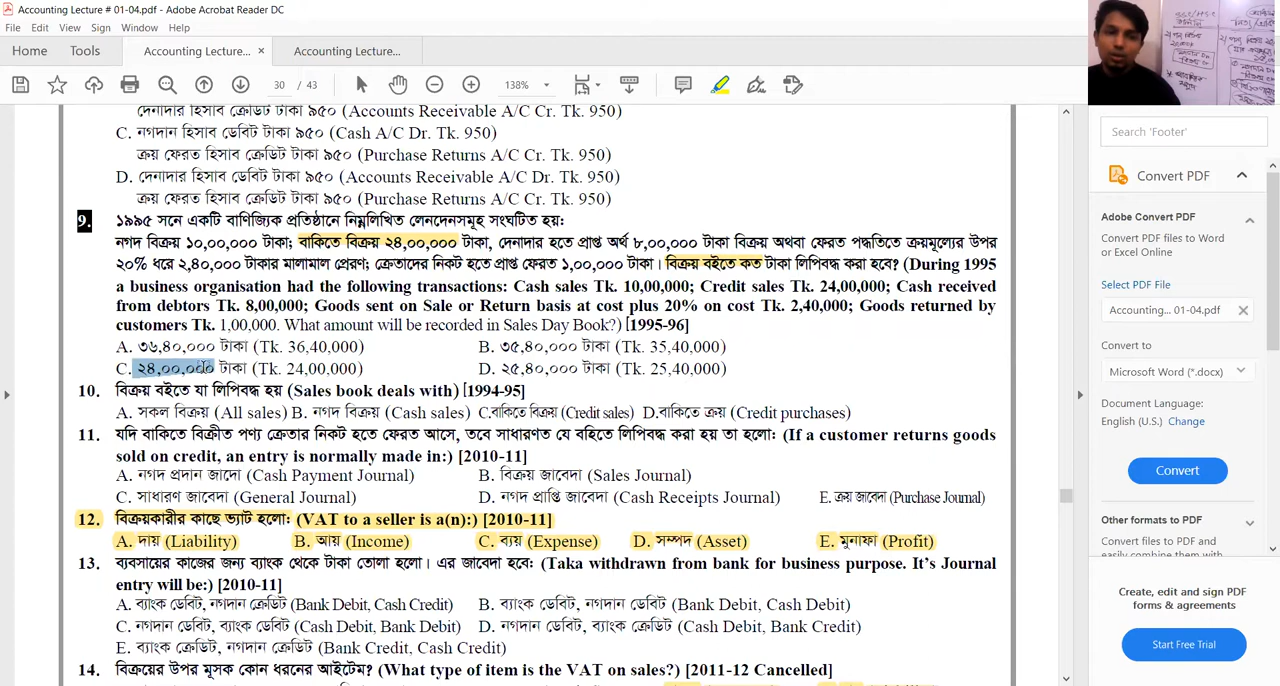 Accounting Lecture # 01-04.pdf - Adobe Acrobat Reader DC
File Edit View Sign Window Help
Home Tools Accounting Lecture... × Accounting Lecture...
30 / 43 138%
দেনাদার হিসাব ক্রেডিট টাকা ৯৫০ (Accounts Receivable A/C Cr. Tk. 950)
C. নগদান হিসাব ডেবিট টাকা ৯৫০ (Cash A/C Dr. Tk. 950)
ক্রয় ফেরত হিসাব ক্রেডিট টাকা ৯৫০ (Purchase Returns A/C Cr. Tk. 950)
D. দেনাদার হিসাব ডেবিট টাকা ৯৫০ (Accounts Receivable A/C Dr. Tk. 950)
ক্রয় ফেরত হিসাব ক্রেডিট টাকা ৯৫০ (Purchase Returns A/C Cr. Tk. 950)
9. ১৯৯৫ সনে একটি বাণিজ্যিক প্রতিষ্ঠানে নিম্নলিখিত লেনদেনসমূহ সংঘটিত হয়:
নগদ বিক্রয় ১০,০০,০০০ টাকা; বাকিতে বিক্রয় ২৪,০০,০০০ টাকা, দেনাদার হতে প্রাপ্ত অর্থ ৮,০০,০০০ টাকা বিক্রয় অথবা ফেরত পদ্ধতিতে ক্রয়মূল্যের উপর
২০% ধরে ২,৪০,০০০ টাকার মালামাল প্রেরণ; ক্রেতাদের নিকট হতে প্রাপ্ত ফেরত ১,০০,০০০ টাকা। বিক্রয় বইতে কত টাকা লিপিবদ্ধ করা হবে? (During 1995
a business organisation had the following transactions: Cash sales Tk. 10,00,000; Credit sales Tk. 24,00,000; Cash received
from debtors Tk. 8,00,000; Goods sent on Sale or Return basis at cost plus 20% on cost Tk. 2,40,000; Goods returned by
customers Tk. 1,00,000. What amount will be recorded in Sales Day Book?) [1995-96]
A. ৩৬,৪০,০০০ টাকা (Tk. 36,40,000) B. ৩৫,৪০,০০০ টাকা (Tk. 35,40,000)
C. ২৪,০০,০০০ টাকা (Tk. 24,00,000) D. ২৫,৪০,০০০ টাকা (Tk. 25,40,000)
10. বিক্রয় বইতে যা লিপিবদ্ধ হয় (Sales book deals with) [1994-95]
A. সকল বিক্রয় (All sales) B. নগদ বিক্রয় (Cash sales) C.বাকিতে বিক্রয় (Credit sales) D.বাকিতে ক্রয় (Credit purchases)
11. যদি বাকিতে বিক্রীত পণ্য ক্রেতার নিকট হতে ফেরত আসে, তবে সাধারণত যে বহিতে লিপিবদ্ধ করা হয় তা হলো: (If a customer returns goods
sold on credit, an entry is normally made in:) [2010-11]
A. নগদ প্রদান জাদো (Cash Payment Journal) B. বিক্রয় জাবেদা (Sales Journal)
C. সাধারণ জাবেদা (General Journal) D. নগদ প্রাপ্তি জাবেদা (Cash Receipts Journal) E. ক্রয় জাবেদা (Purchase Journal)
12. বিক্রয়কারীর কাছে ভ্যাট হলো: (VAT to a seller is a(n):) [2010-11]
A. দায় (Liability) B. আয় (Income) C. ব্যয় (Expense) D. সম্পদ (Asset) E. মুনাফা (Profit)
13. ব্যবসায়ের কাজের জন্য ব্যাংক থেকে টাকা তোলা হলো। এর জাবেদা হবে: (Taka withdrawn from bank for business purpose. It's Journal
entry will be:) [2010-11]
A. ব্যাংক ডেবিট, নগদান ক্রেডিট (Bank Debit, Cash Credit) B. ব্যাংক ডেবিট, নগদান ডেবিট (Bank Debit, Cash Debit)
C. নগদান ডেবিট, ব্যাংক ডেবিট (Cash Debit, Bank Debit) D. নগদান ডেবিট, ব্যাংক ক্রেডিট (Cash Debit, Bank Credit)
E. ব্যাংক ক্রেডিট, নগদান ক্রেডিট (Bank Credit, Cash Credit)
14. বিক্রয়ের উপর মূসক কোন ধরনের আইটেম? (What type of item is the VAT on sales?) [2011-12 Cancelled]
Search 'Footer'
Convert PDF
Adobe Convert PDF
Convert PDF files to Word
or Excel Online
Select PDF File
Accounting... 01-04.pdf ×
Convert to
Microsoft Word (*.docx)
Document Language:
English (U.S.) Change
Convert
Other formats to PDF
Create, edit and sign PDF
forms & agreements
Start Free Trial